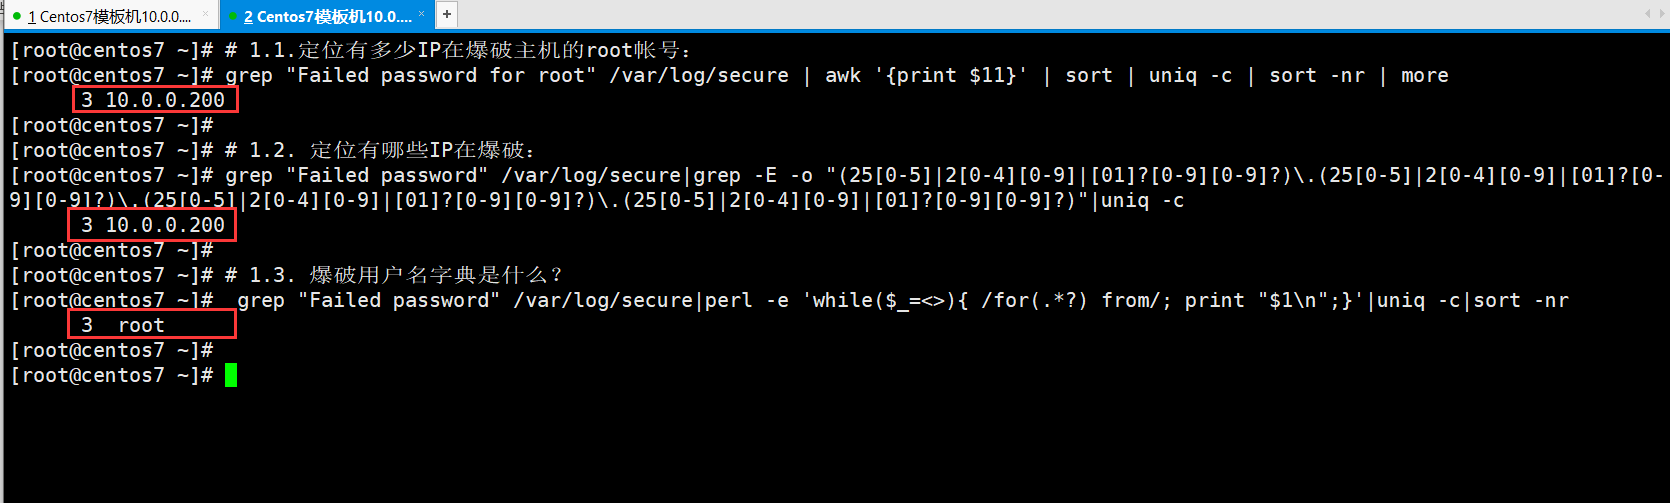 1 Centos7模板机10.0.0.... × 2 Centos7模板机10.0.... × +
[root@centos7 ~]# # 1.1.定位有多少IP在爆破主机的root帐号：
[root@centos7 ~]# grep "Failed password for root" /var/log/secure | awk '{print $11}' | sort | uniq -c | sort -nr | more
3 10.0.0.200
[root@centos7 ~]#
[root@centos7 ~]# # 1.2. 定位有哪些IP在爆破：
[root@centos7 ~]# grep "Failed password" /var/log/secure|grep -E -o "(25[0-5]|2[0-4][0-9]|[01]?[0-9][0-9]?)\.(25[0-5]|2[0-4][0-9]|[01]?[0-
9][0-9]?)\.(25[0-5]|2[0-4][0-9]|[01]?[0-9][0-9]?)\.(25[0-5]|2[0-4][0-9]|[01]?[0-9][0-9]?)"|uniq -c
3 10.0.0.200
[root@centos7 ~]#
[root@centos7 ~]# # 1.3. 爆破用户名字典是什么？
[root@centos7 ~]#  grep "Failed password" /var/log/secure|perl -e 'while($_=<>){ /for(.*?) from/; print "$1\n";}'|uniq -c|sort -nr
3  root
[root@centos7 ~]#
[root@centos7 ~]#